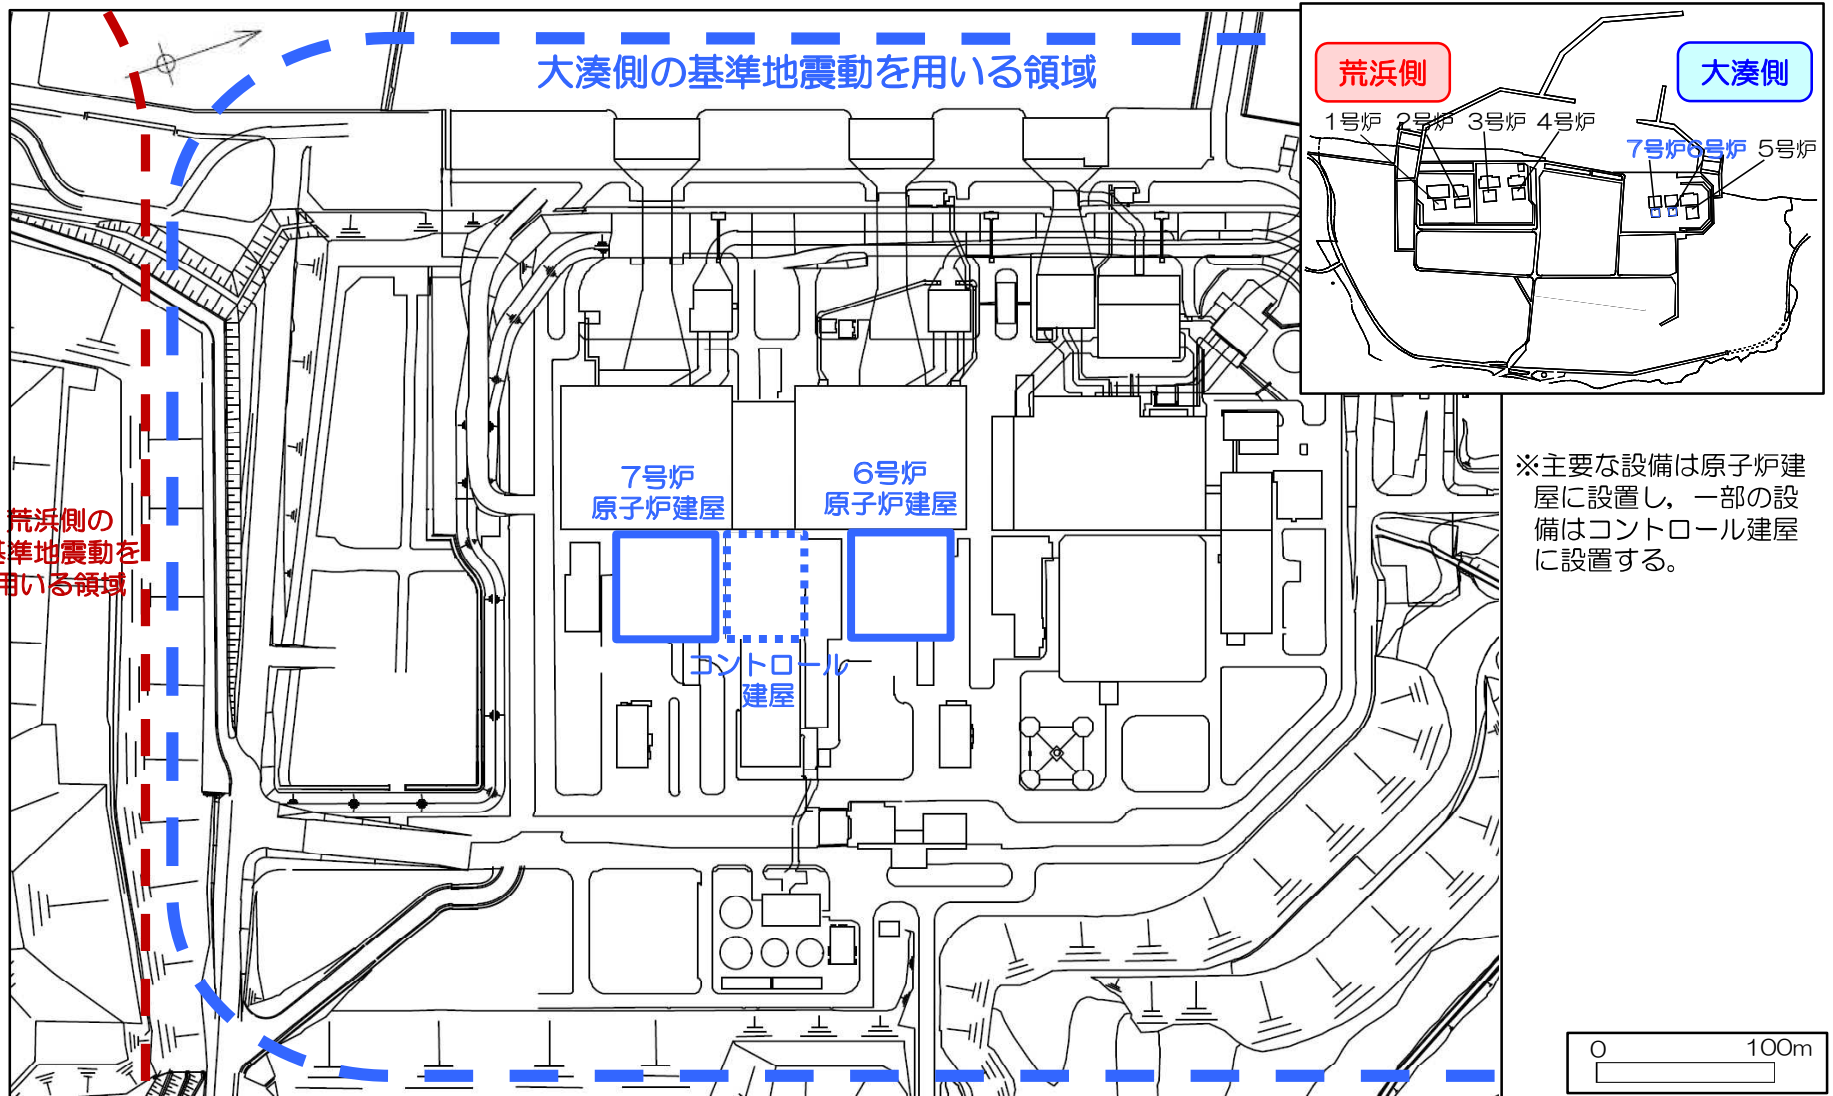 大湊側の基準地震動を用いる領域
荒浜側
大湊側
1号炉 2号炉 3号炉 4号炉
7号炉 6号炉 5号炉
7号炉
原子炉建屋
6号炉
原子炉建屋
コントロール
建屋
荒浜側の
基準地震動を
用いる領域
※主要な設備は原子炉建
屋に設置し，一部の設
備はコントロール建屋
に設置する。
0 100m